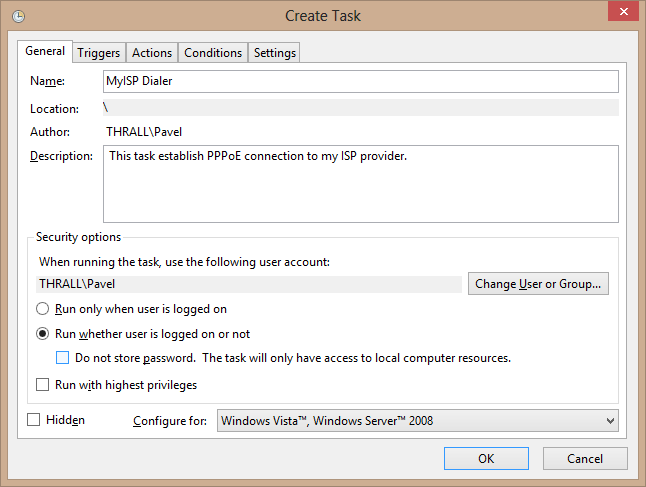 Create Task
General Triggers Actions Conditions Settings
Name: MyISP Dialer
Location: \
Author: THRALL\Pavel
Description: This task establish PPPoE connection to my ISP provider.
Security options
When running the task, use the following user account:
THRALL\Pavel Change User or Group...
Run only when user is logged on
Run whether user is logged on or not
Do not store password. The task will only have access to local computer resources.
Run with highest privileges
Hidden Configure for: Windows Vista™, Windows Server™ 2008
OK Cancel